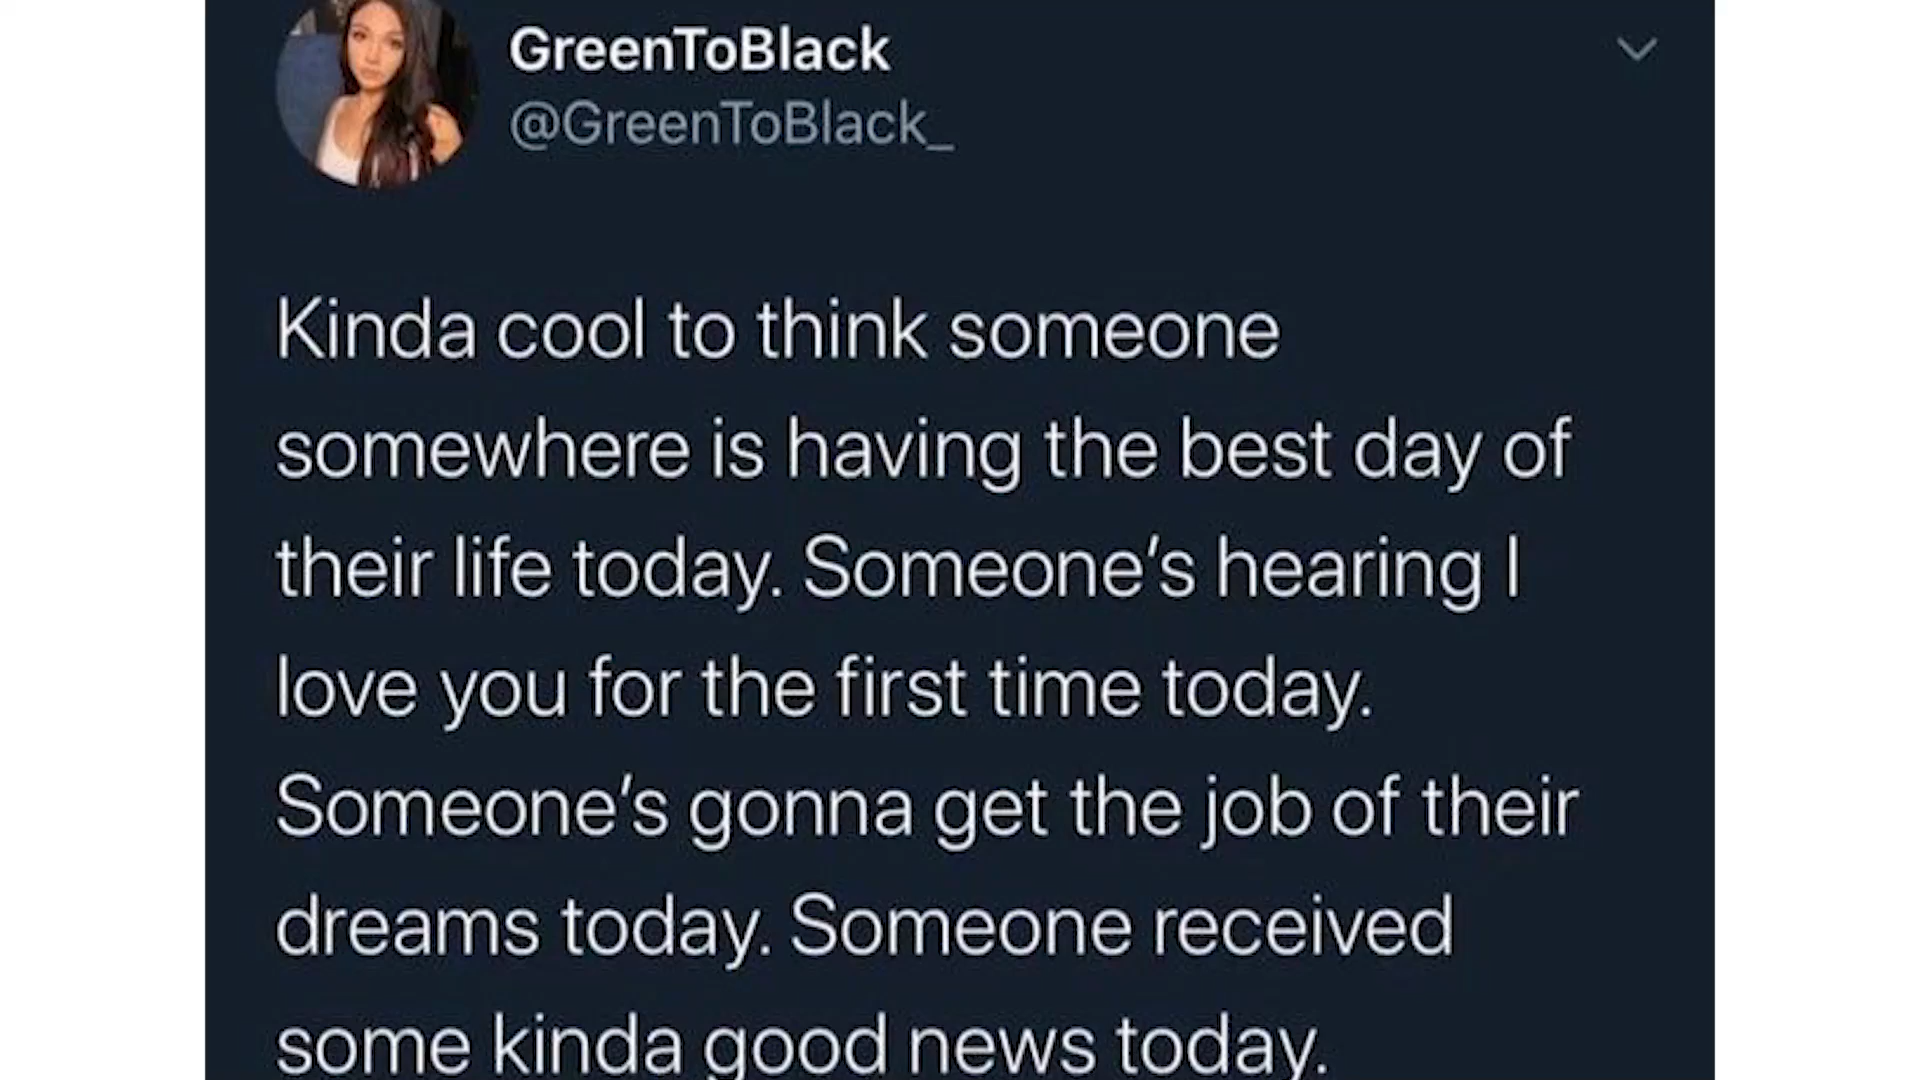 GreenToBlack
@GreenToBlack_
Kinda cool to think someone
somewhere is having the best day of
their life today. Someone’s hearing I
love you for the first time today.
Someone’s gonna get the job of their
dreams today. Someone received
some kinda good news today.